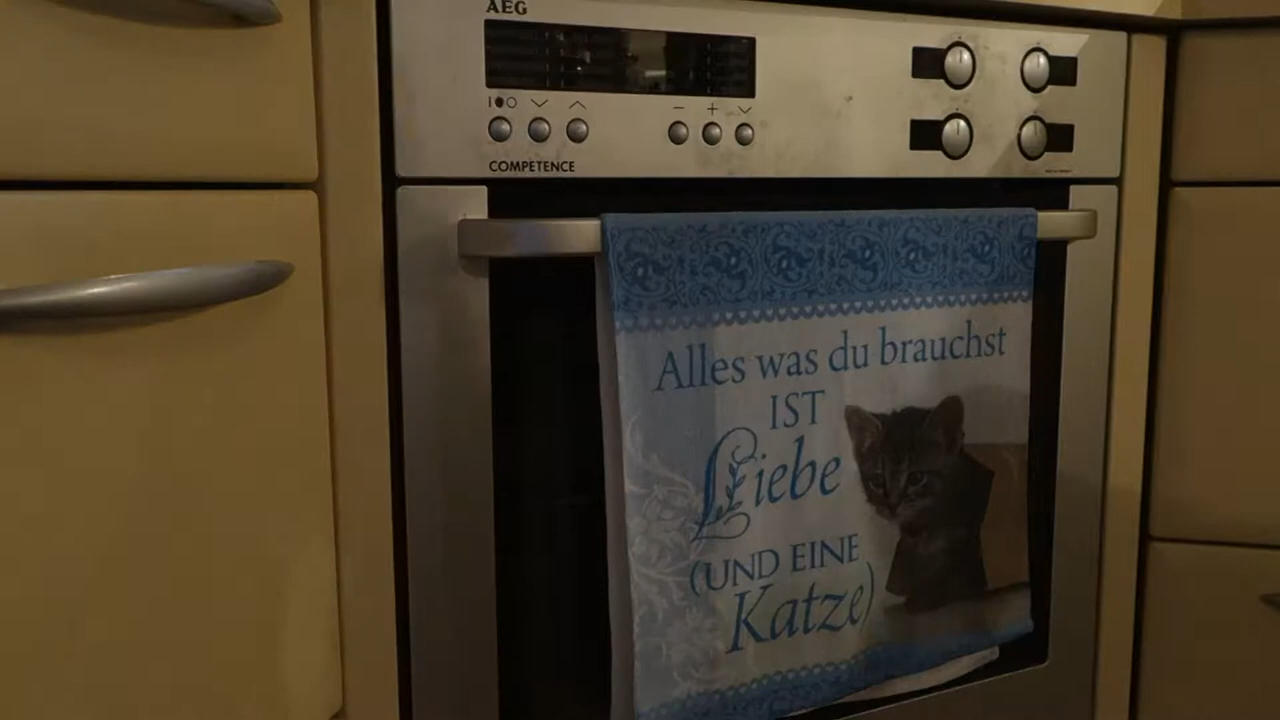 AEG
COMPETENCE
Alles was du brauchst
IST
Liebe
(UND EINE
Katze)